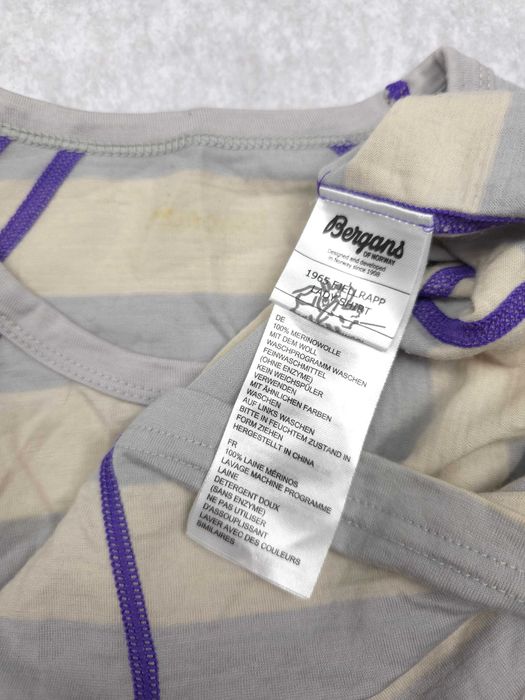 Bergans
OF NORWAY
Designed and developed
in Norway since 1908
1965 FJELLRAPP
LADY SHIRT
DE
100% MERINOWOLLE
MIT DEM WOLL
WASCHPROGRAMM WASCHEN
FEINWASCHMITTEL
(OHNE ENZYME)
KEIN WEICHSPÜLER
VERWENDEN
MIT ÄHNLICHEN FARBEN
WASCHEN
AUF LINKS WASCHEN
BITTE IN FEUCHTEM ZUSTAND IN
FORM ZIEHEN
HERGESTELLT IN CHINA
FR
100% LAINE MÉRINOS
LAVAGE MACHINE PROGRAMME
LAINE
DETERGENT DOUX
(SANS ENZYME)
NE PAS UTILISER
D'ASSOUPLISSANT
LAVER AVEC DES COULEURS
SIMILAIRES